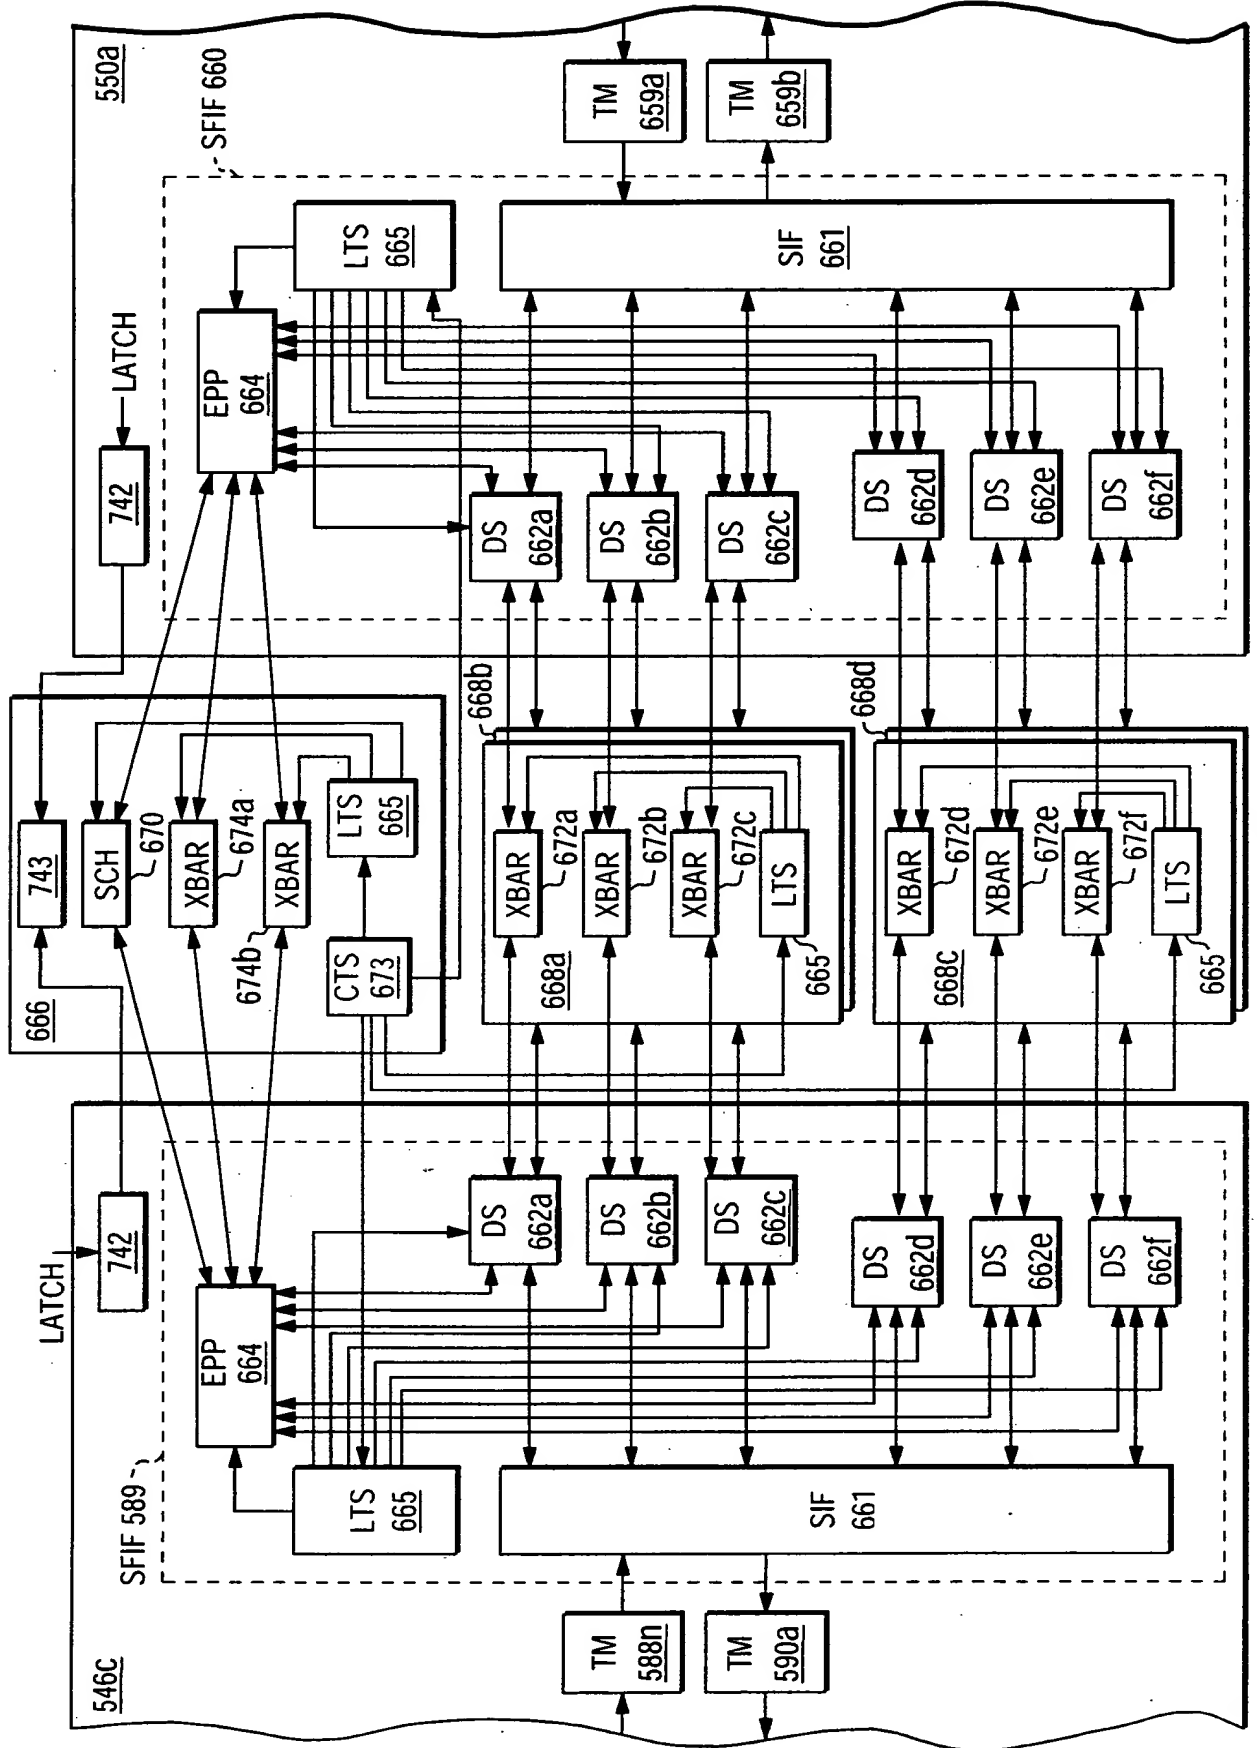 546C
LATCH
742
SFIF 589
EPP
664
LTS
665
SIF
661
TM
588n
TM
590a
DS
662a
DS
662b
DS
662c
DS
662d
DS
662e
DS
662f
666
743
SCH
670
XBAR
674a
XBAR
674b
LTS
665
CTS
673
668b
XBAR
672a
XBAR
672b
XBAR
672c
LTS
665
668a
668d
XBAR
672d
XBAR
672e
XBAR
672f
LTS
665
668c
550a
LATCH
742
SFIF 660
EPP
664
LTS
665
SIF
661
TM
659a
TM
659b
DS
662a
DS
662b
DS
662c
DS
662d
DS
662e
DS
662f